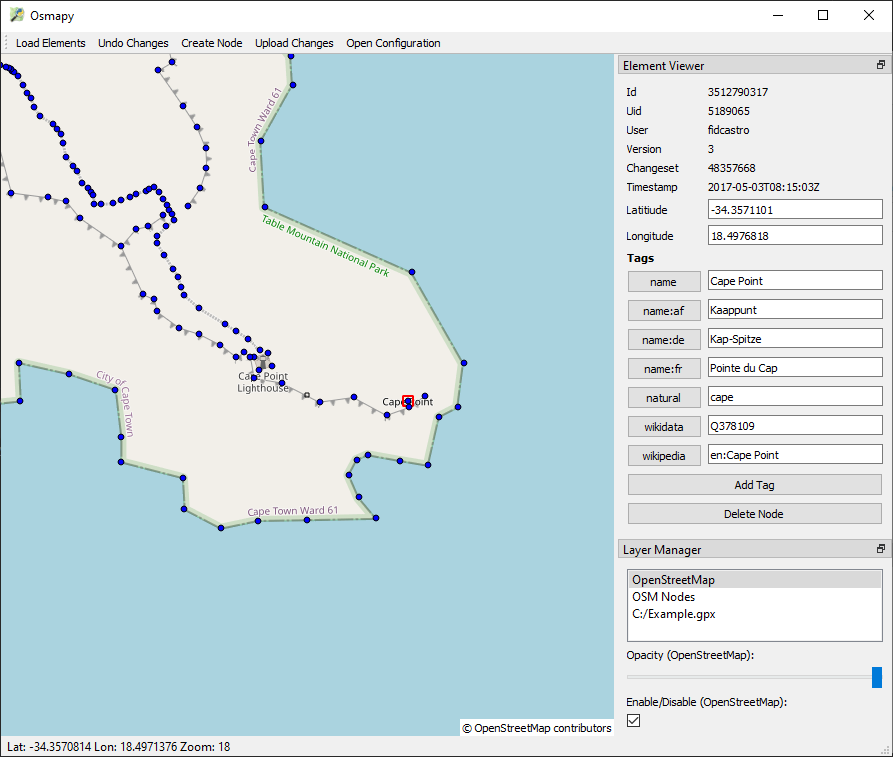 Osmapy
Load Elements Undo Changes Create Node Upload Changes Open Configuration
Cape Town Ward 61
Table Mountain National Park
Cape Point
Lighthouse
City of Cape Town
Cape Point
Cape Town Ward 61
© OpenStreetMap contributors
Element Viewer
Id 3512790317
Uid 5189065
User fidcastro
Version 3
Changeset 48357668
Timestamp 2017-05-03T08:15:03Z
Latitude -34.3571101
Longitude 18.4976818
Tags
name Cape Point
name:af Kaappunt
name:de Kap-Spitze
name:fr Pointe du Cap
natural cape
wikidata Q378109
wikipedia en:Cape Point
Add Tag
Delete Node
Layer Manager
OpenStreetMap
OSM Nodes
C:/Example.gpx
Opacity (OpenStreetMap):
Enable/Disable (OpenStreetMap):
Lat: -34.3570814 Lon: 18.4971376 Zoom: 18